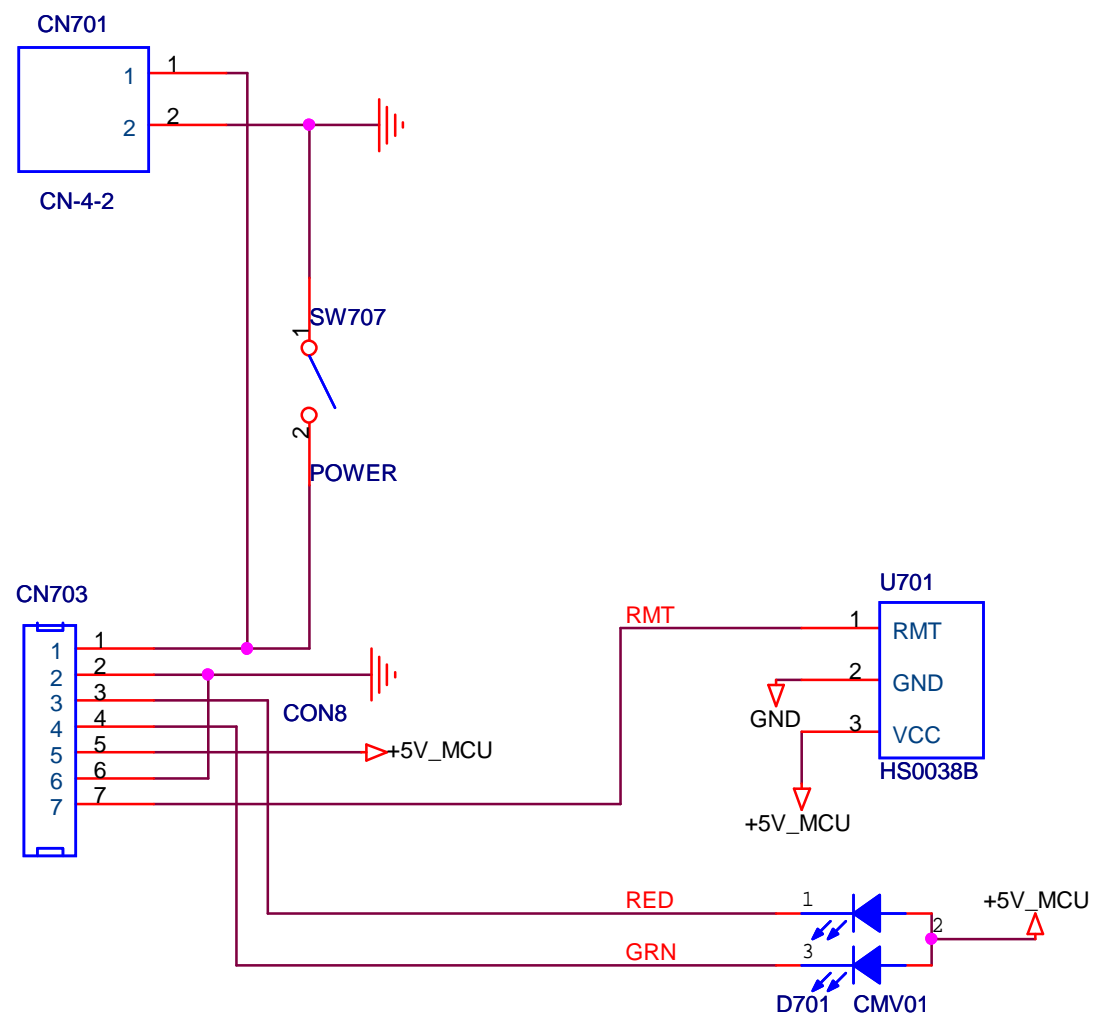 CN701
1 1
2 2
CN-4-2
SW707
1
2
POWER
CN703
1 1
2 2
3 3
4 4
5 5
6 6
7 7
CON8
+5V_MCU
RMT
U701
1 RMT
2 GND
3 VCC
GND
HS0038B
+5V_MCU
RED
1
+5V_MCU
2
GRN
3
D701 CMV01